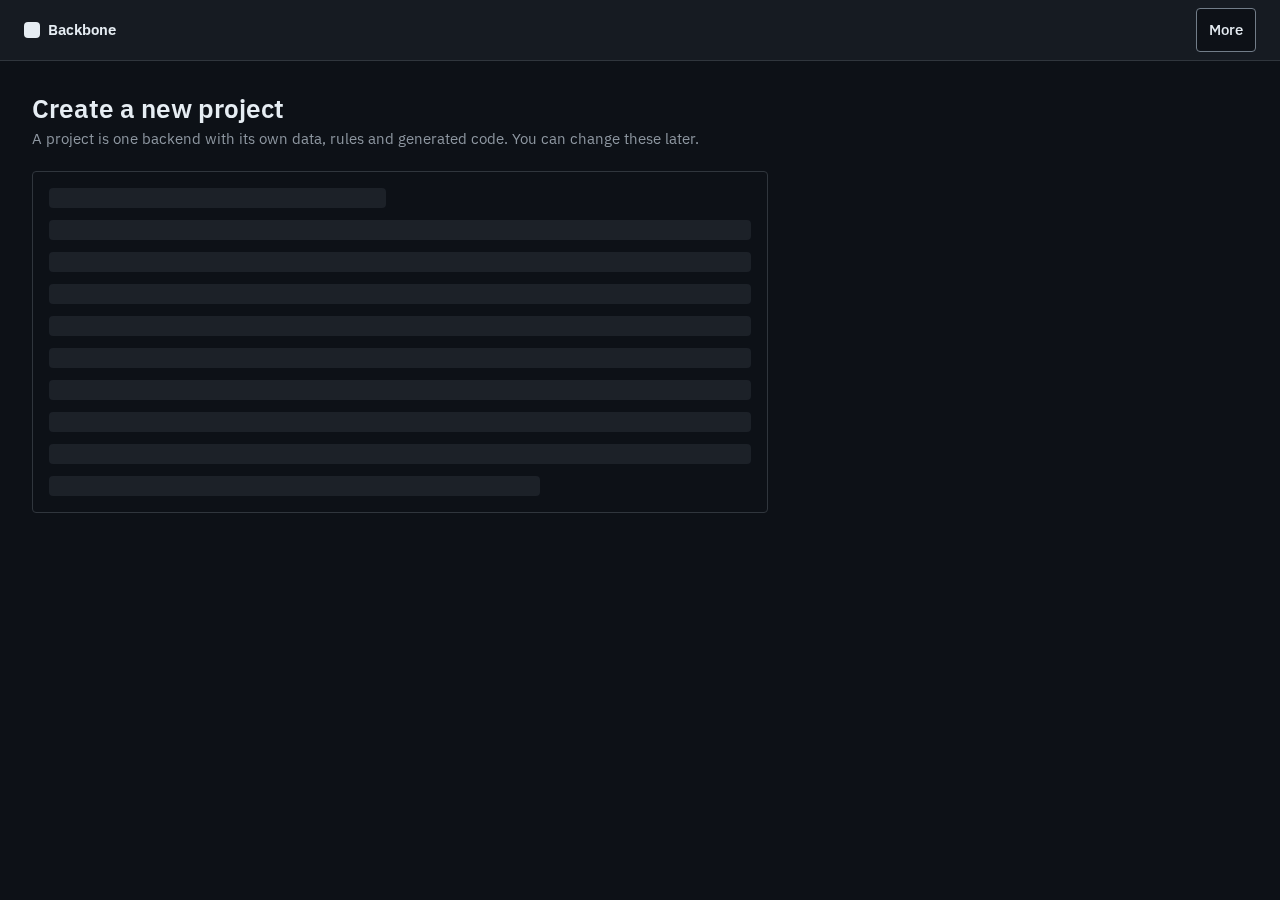 Backbone
More
Create a new project
A project is one backend with its own data, rules and generated code. You can change these later.